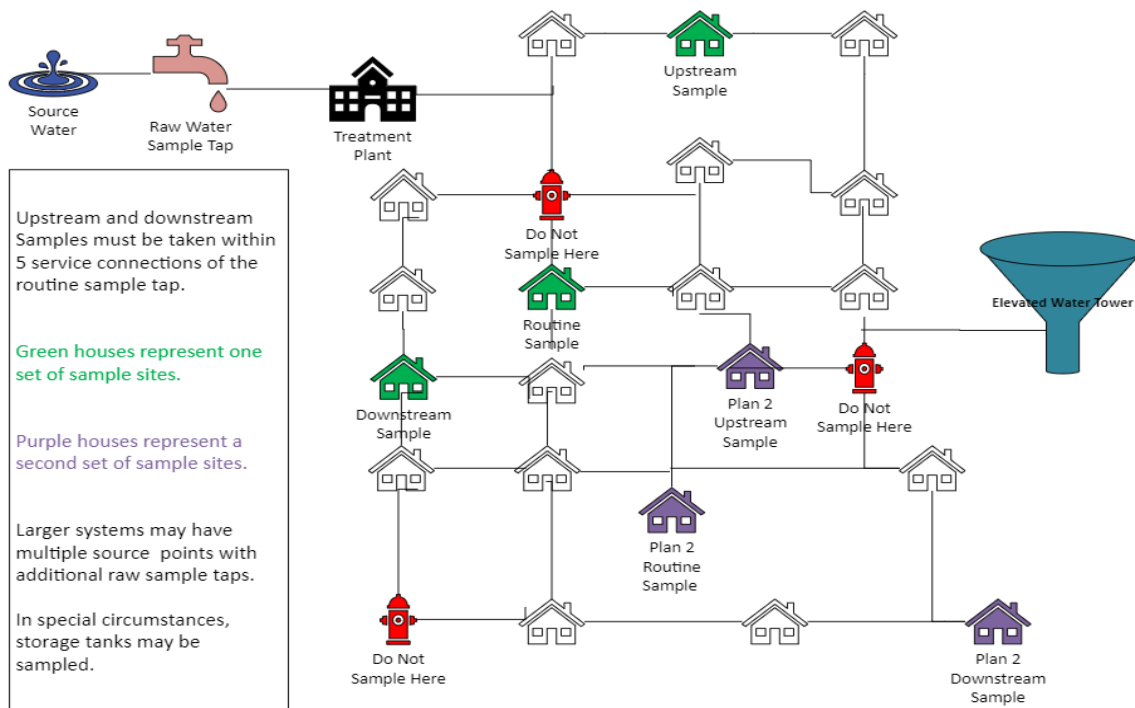 Upstream
Sample
Source
Water
Raw Water
Sample Tap
Treatment
Plant
Upstream and downstream
Samples must be taken within
5 service connections of the
routine sample tap.
Green houses represent one
set of sample sites.
Purple houses represent a
second set of sample sites.
Larger systems may have
multiple source points with
additional raw sample taps.
In special circumstances,
storage tanks may be
sampled.
Do Not
Sample Here
Elevated Water Tower
Routine
Sample
Downstream
Sample
Plan 2
Upstream
Sample
Do Not
Sample Here
Plan 2
Routine
Sample
Do Not
Sample Here
Plan 2
Downstream
Sample